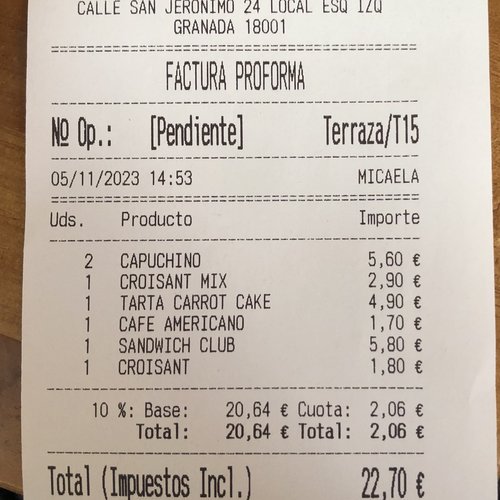 CALLE SAN JERONIMO 24 LOCAL ESQ IZQ
GRANADA 18001
FACTURA PROFORMA
Nº Op.: [Pendiente] Terraza/T15
05/11/2023 14:53 MICAELA
Uds. Producto Importe
2 CAPUCHINO 5,60 €
1 CROISANT MIX 2,90 €
1 TARTA CARROT CAKE 4,90 €
1 CAFE AMERICANO 1,70 €
1 SANDWICH CLUB 5,80 €
1 CROISANT 1,80 €
10 %: Base: 20,64 € Cuota: 2,06 €
Total: 20,64 € Total: 2,06 €
Total (Impuestos Incl.) 22,70 €